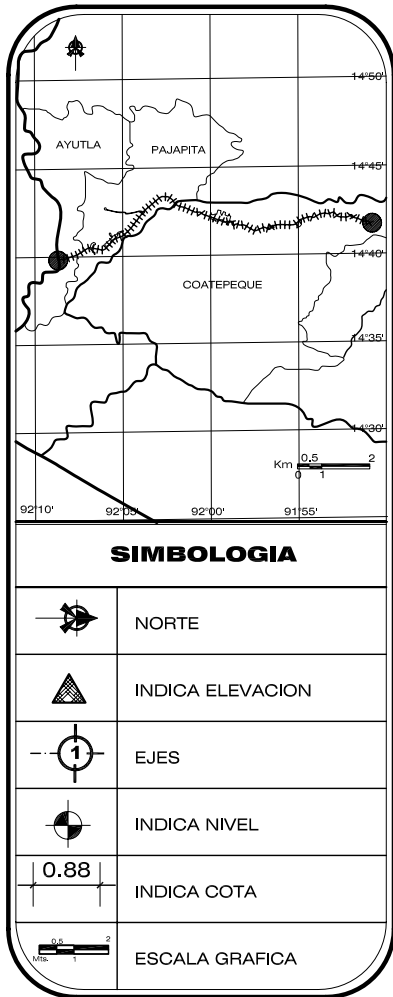 14°50'
AYUTLA
PAJAPITA
14°45'
14°40'
COATEPEQUE
14°35'
14°30'
Km 0.5 2
0 1
92°10' 92°05' 92°00' 91°55'
SIMBOLOGIA
NORTE
INDICA ELEVACION
1
EJES
INDICA NIVEL
0.88
INDICA COTA
0.5 2
Mts. 1
ESCALA GRAFICA